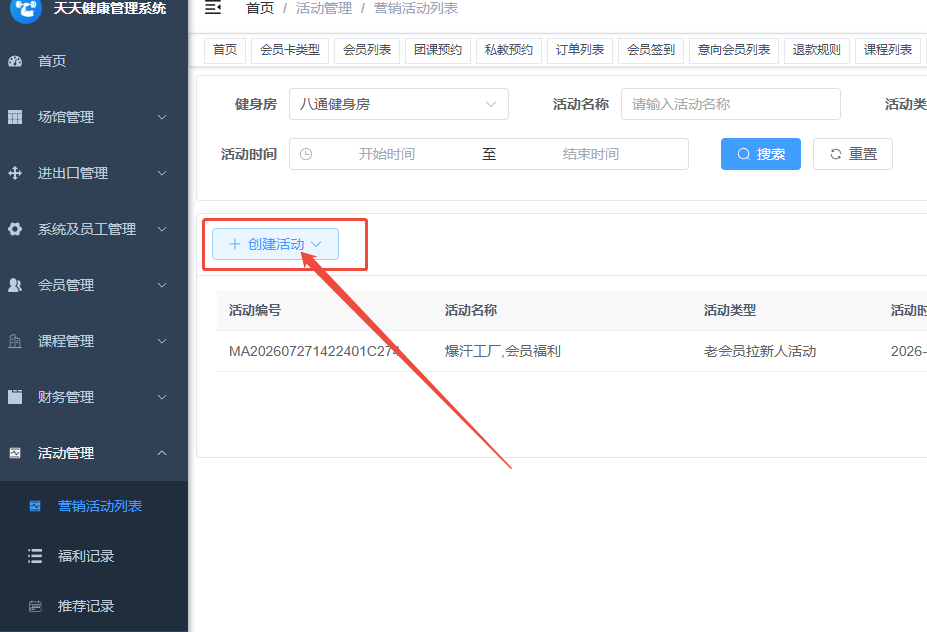 天天健康管理系统
首页 / 活动管理 / 营销活动列表
首页 会员卡类型 会员列表 团课预约 私教预约 订单列表 会员签到 意向会员列表 退款规则 课程列表
首页
场馆管理
进出口管理
系统及员工管理
会员管理
课程管理
财务管理
活动管理
营销活动列表
福利记录
推荐记录
健身房 八通健身房 活动名称 请输入活动名称 活动类
活动时间 开始时间 至 结束时间 搜索 重置
创建活动
活动编号 活动名称 活动类型 活动时
MA202607271422401C274 爆汗工厂,会员福利 老会员拉新人活动 2026-